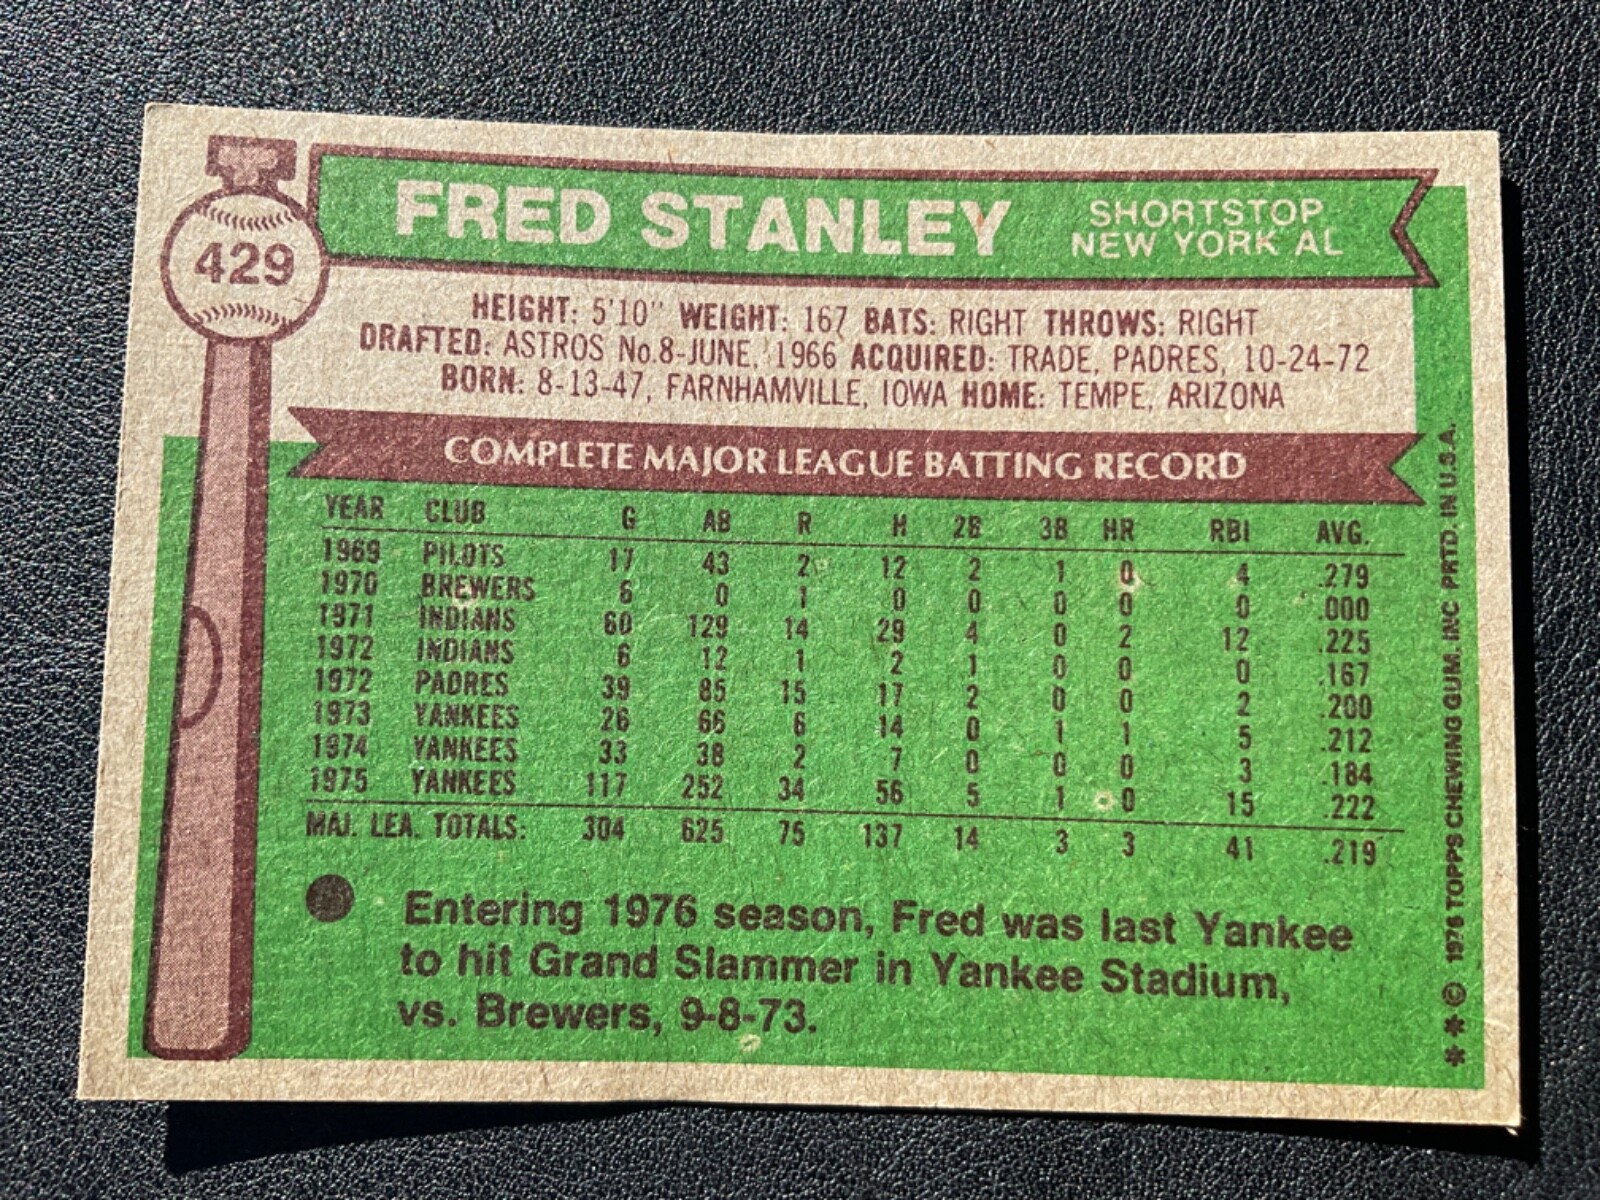 429
FRED STANLEY
SHORTSTOP
NEW YORK AL
HEIGHT: 5'10" WEIGHT: 167 BATS: RIGHT THROWS: RIGHT
DRAFTED: ASTROS No.8-JUNE, 1966 ACQUIRED: TRADE, PADRES, 10-24-72
BORN: 8-13-47, FARNHAMVILLE, IOWA HOME: TEMPE, ARIZONA
COMPLETE MAJOR LEAGUE BATTING RECORD
YEAR CLUB G AB R H 2B 3B HR RBI AVG.
1969 PILOTS 17 43 2 12 2 1 0 4 .279
1970 BREWERS 6 0 1 0 0 0 0 0 .000
1971 INDIANS 60 129 14 29 4 0 2 12 .225
1972 INDIANS 6 12 1 2 1 0 0 0 .167
1972 PADRES 39 85 15 17 2 0 0 2 .200
1973 YANKEES 26 66 6 14 0 1 1 5 .212
1974 YANKEES 33 38 2 7 0 0 0 3 .184
1975 YANKEES 117 252 34 56 5 1 0 15 .222
MAJ. LEA. TOTALS: 304 625 75 137 14 3 3 41 .219
Entering 1976 season, Fred was last Yankee
to hit Grand Slammer in Yankee Stadium,
vs. Brewers, 9-8-73.
** © 1976 TOPPS CHEWING GUM, INC PRTD. IN U.S.A.